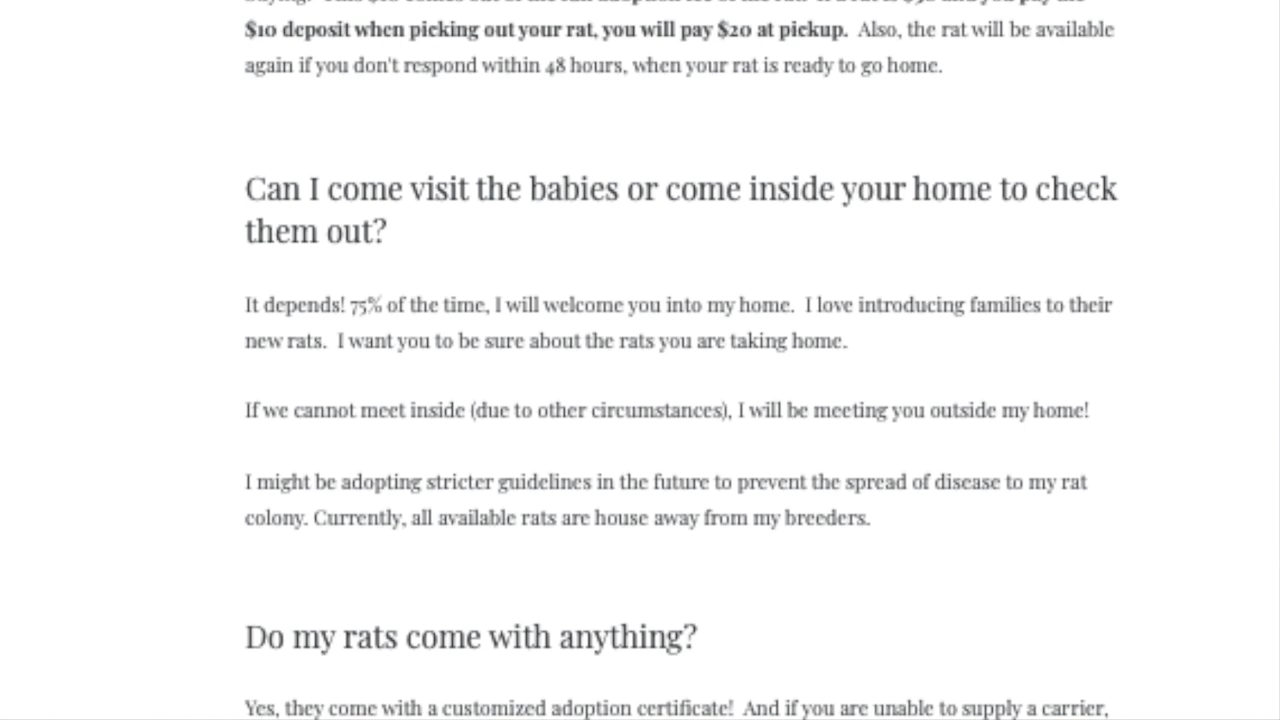 $10 deposit when picking out your rat, you will pay $20 at pickup.  Also, the rat will be available
again if you don't respond within 48 hours, when your rat is ready to go home.
Can I come visit the babies or come inside your home to check
them out?
It depends! 75% of the time, I will welcome you into my home.  I love introducing families to their
new rats.  I want you to be sure about the rats you are taking home.
If we cannot meet inside (due to other circumstances), I will be meeting you outside my home!
I might be adopting stricter guidelines in the future to prevent the spread of disease to my rat
colony. Currently, all available rats are house away from my breeders.
Do my rats come with anything?
Yes, they come with a customized adoption certificate!  And if you are unable to supply a carrier,